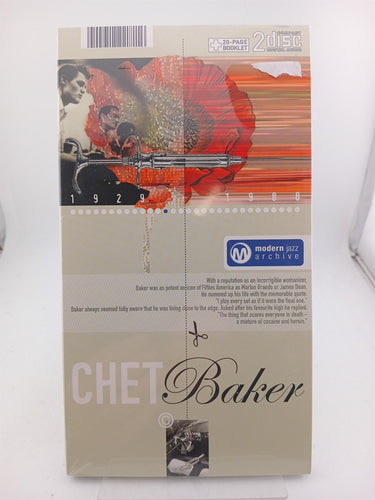 20-PAGE
BOOKLET
2 disc
1929 1988
M modern jazz
archive
With a reputation as an incorrigible womanizer,
Baker was as potent an icon of Fifties America as Marlon Brando or James Dean.
He summed up his life with the memorable quote:
"I play every set as if it were the final one."
Baker always seemed fully aware that he was living close to the edge. Asked after his favourite high he replied,
"The thing that scares everyone to death –
a mixture of cocaine and heroin."
CHET Baker
©